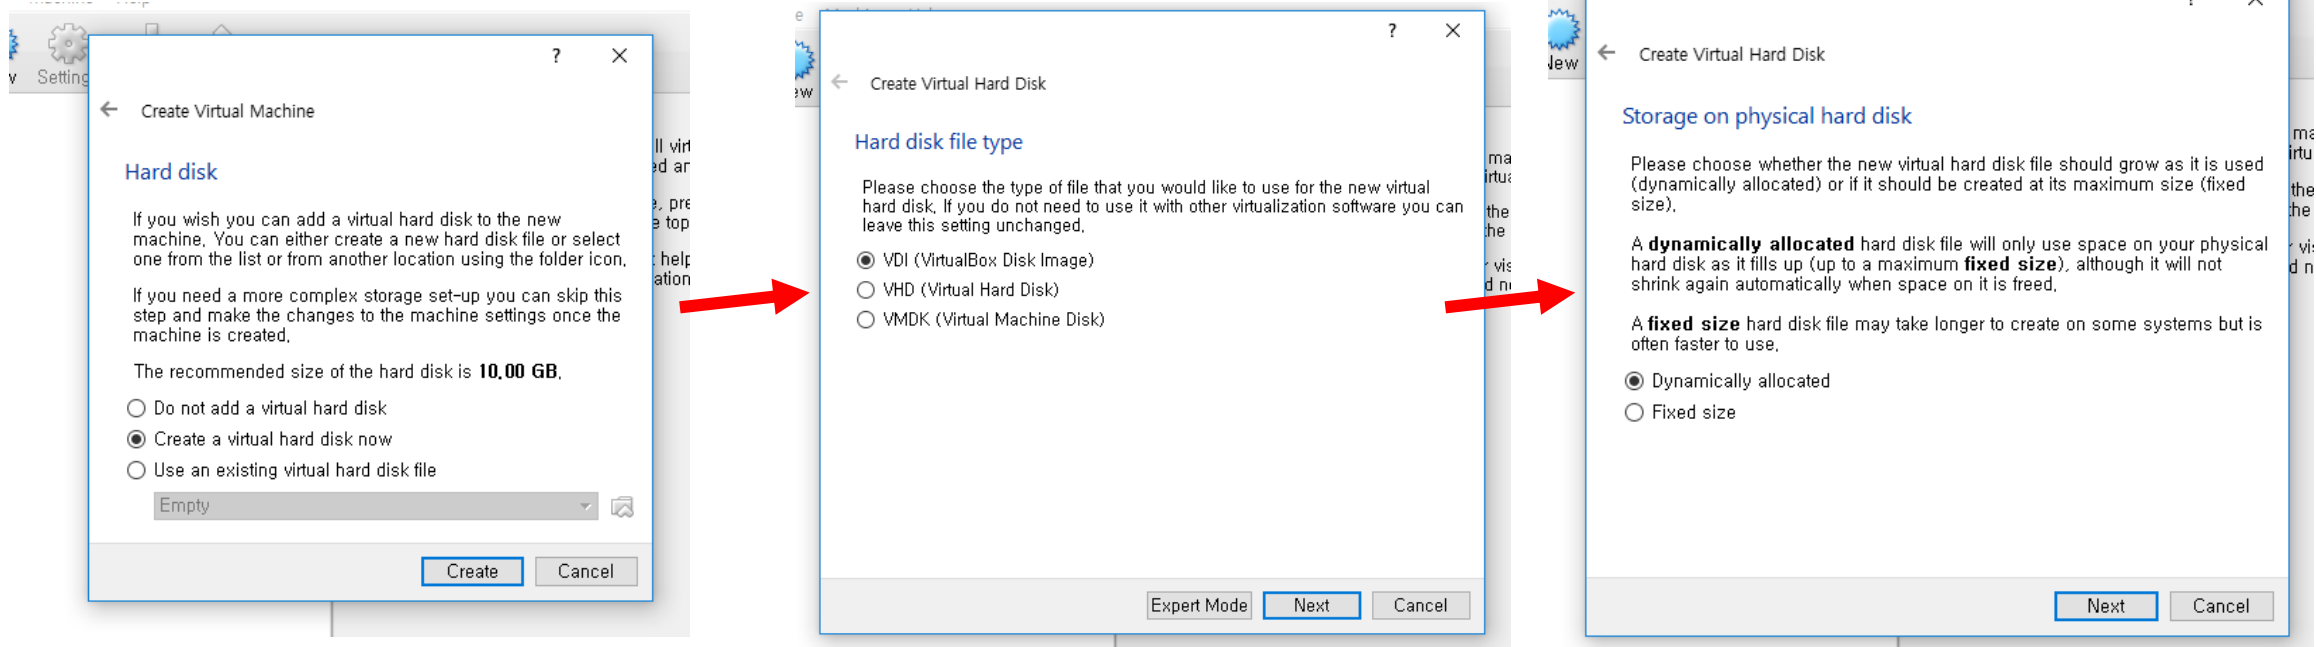 Setting
?
Create Virtual Machine
Hard disk
If you wish you can add a virtual hard disk to the new
machine. You can either create a new hard disk file or select
one from the list or from another location using the folder icon.
If you need a more complex storage set-up you can skip this
step and make the changes to the machine settings once the
machine is created.
The recommended size of the hard disk is 10.00 GB.
Do not add a virtual hard disk
Create a virtual hard disk now
Use an existing virtual hard disk file
Empty
Create Cancel
?
Create Virtual Hard Disk
Hard disk file type
Please choose the type of file that you would like to use for the new virtual
hard disk. If you do not need to use it with other virtualization software you can
leave this setting unchanged.
VDI (VirtualBox Disk Image)
VHD (Virtual Hard Disk)
VMDK (Virtual Machine Disk)
Expert Mode Next Cancel
New
Create Virtual Hard Disk
Storage on physical hard disk
Please choose whether the new virtual hard disk file should grow as it is used
(dynamically allocated) or if it should be created at its maximum size (fixed
size).
A dynamically allocated hard disk file will only use space on your physical
hard disk as it fills up (up to a maximum fixed size), although it will not
shrink again automatically when space on it is freed.
A fixed size hard disk file may take longer to create on some systems but is
often faster to use.
Dynamically allocated
Fixed size
Next Cancel